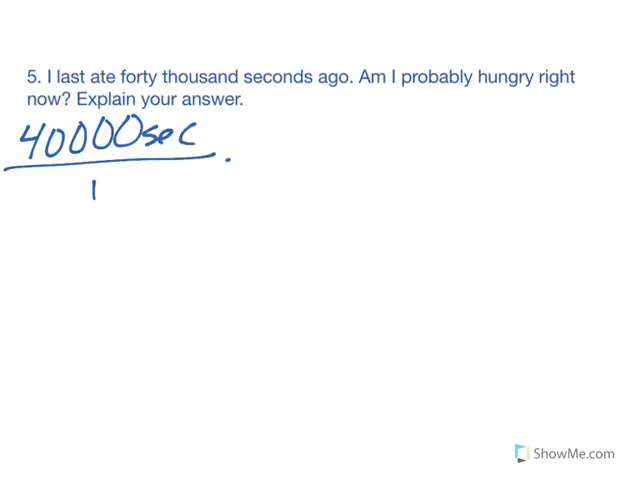 5. I last ate forty thousand seconds ago. Am I probably hungry right
now? Explain your answer.
40000sec
1
ShowMe.com